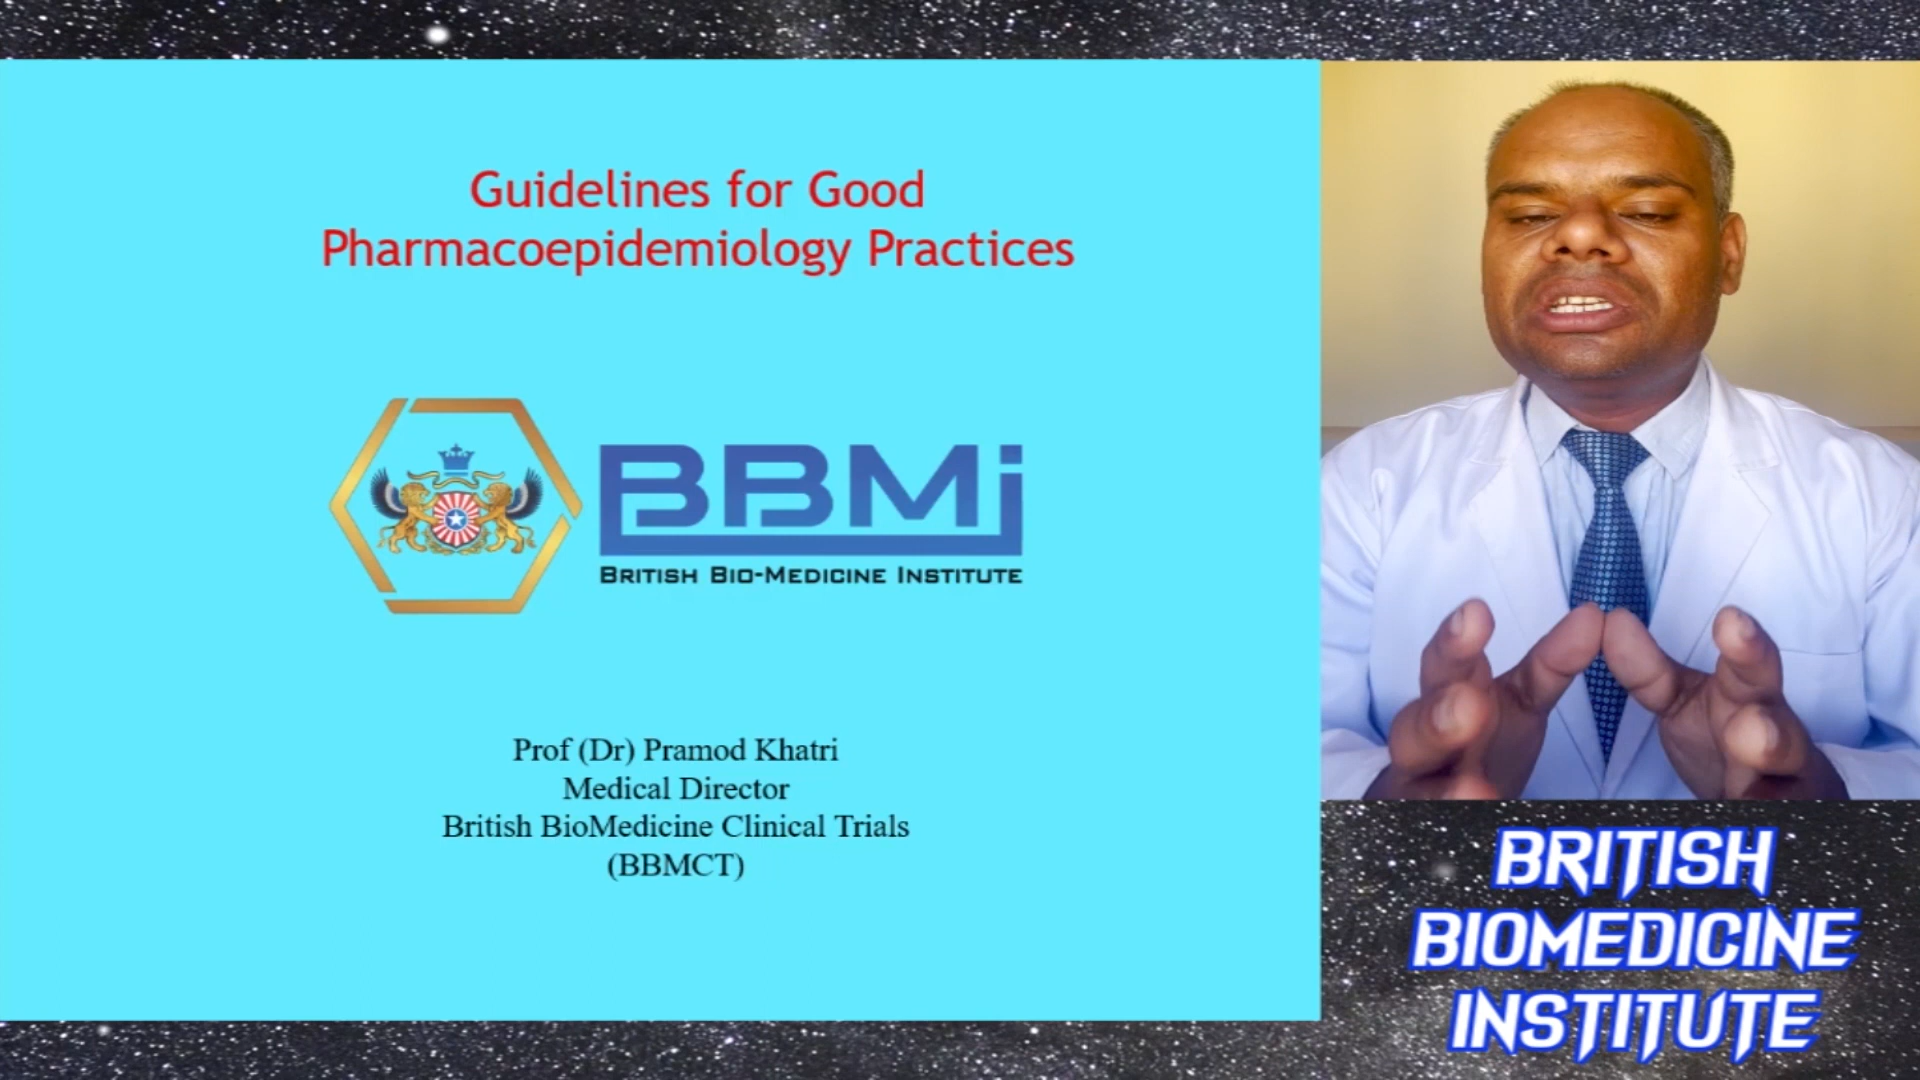 Guidelines for Good
Pharmacoepidemiology Practices
BBMi
BRITISH BIO-MEDICINE INSTITUTE
Prof (Dr) Pramod Khatri
Medical Director
British BioMedicine Clinical Trials
(BBMCT)
BRITISH
BIOMEDICINE
INSTITUTE